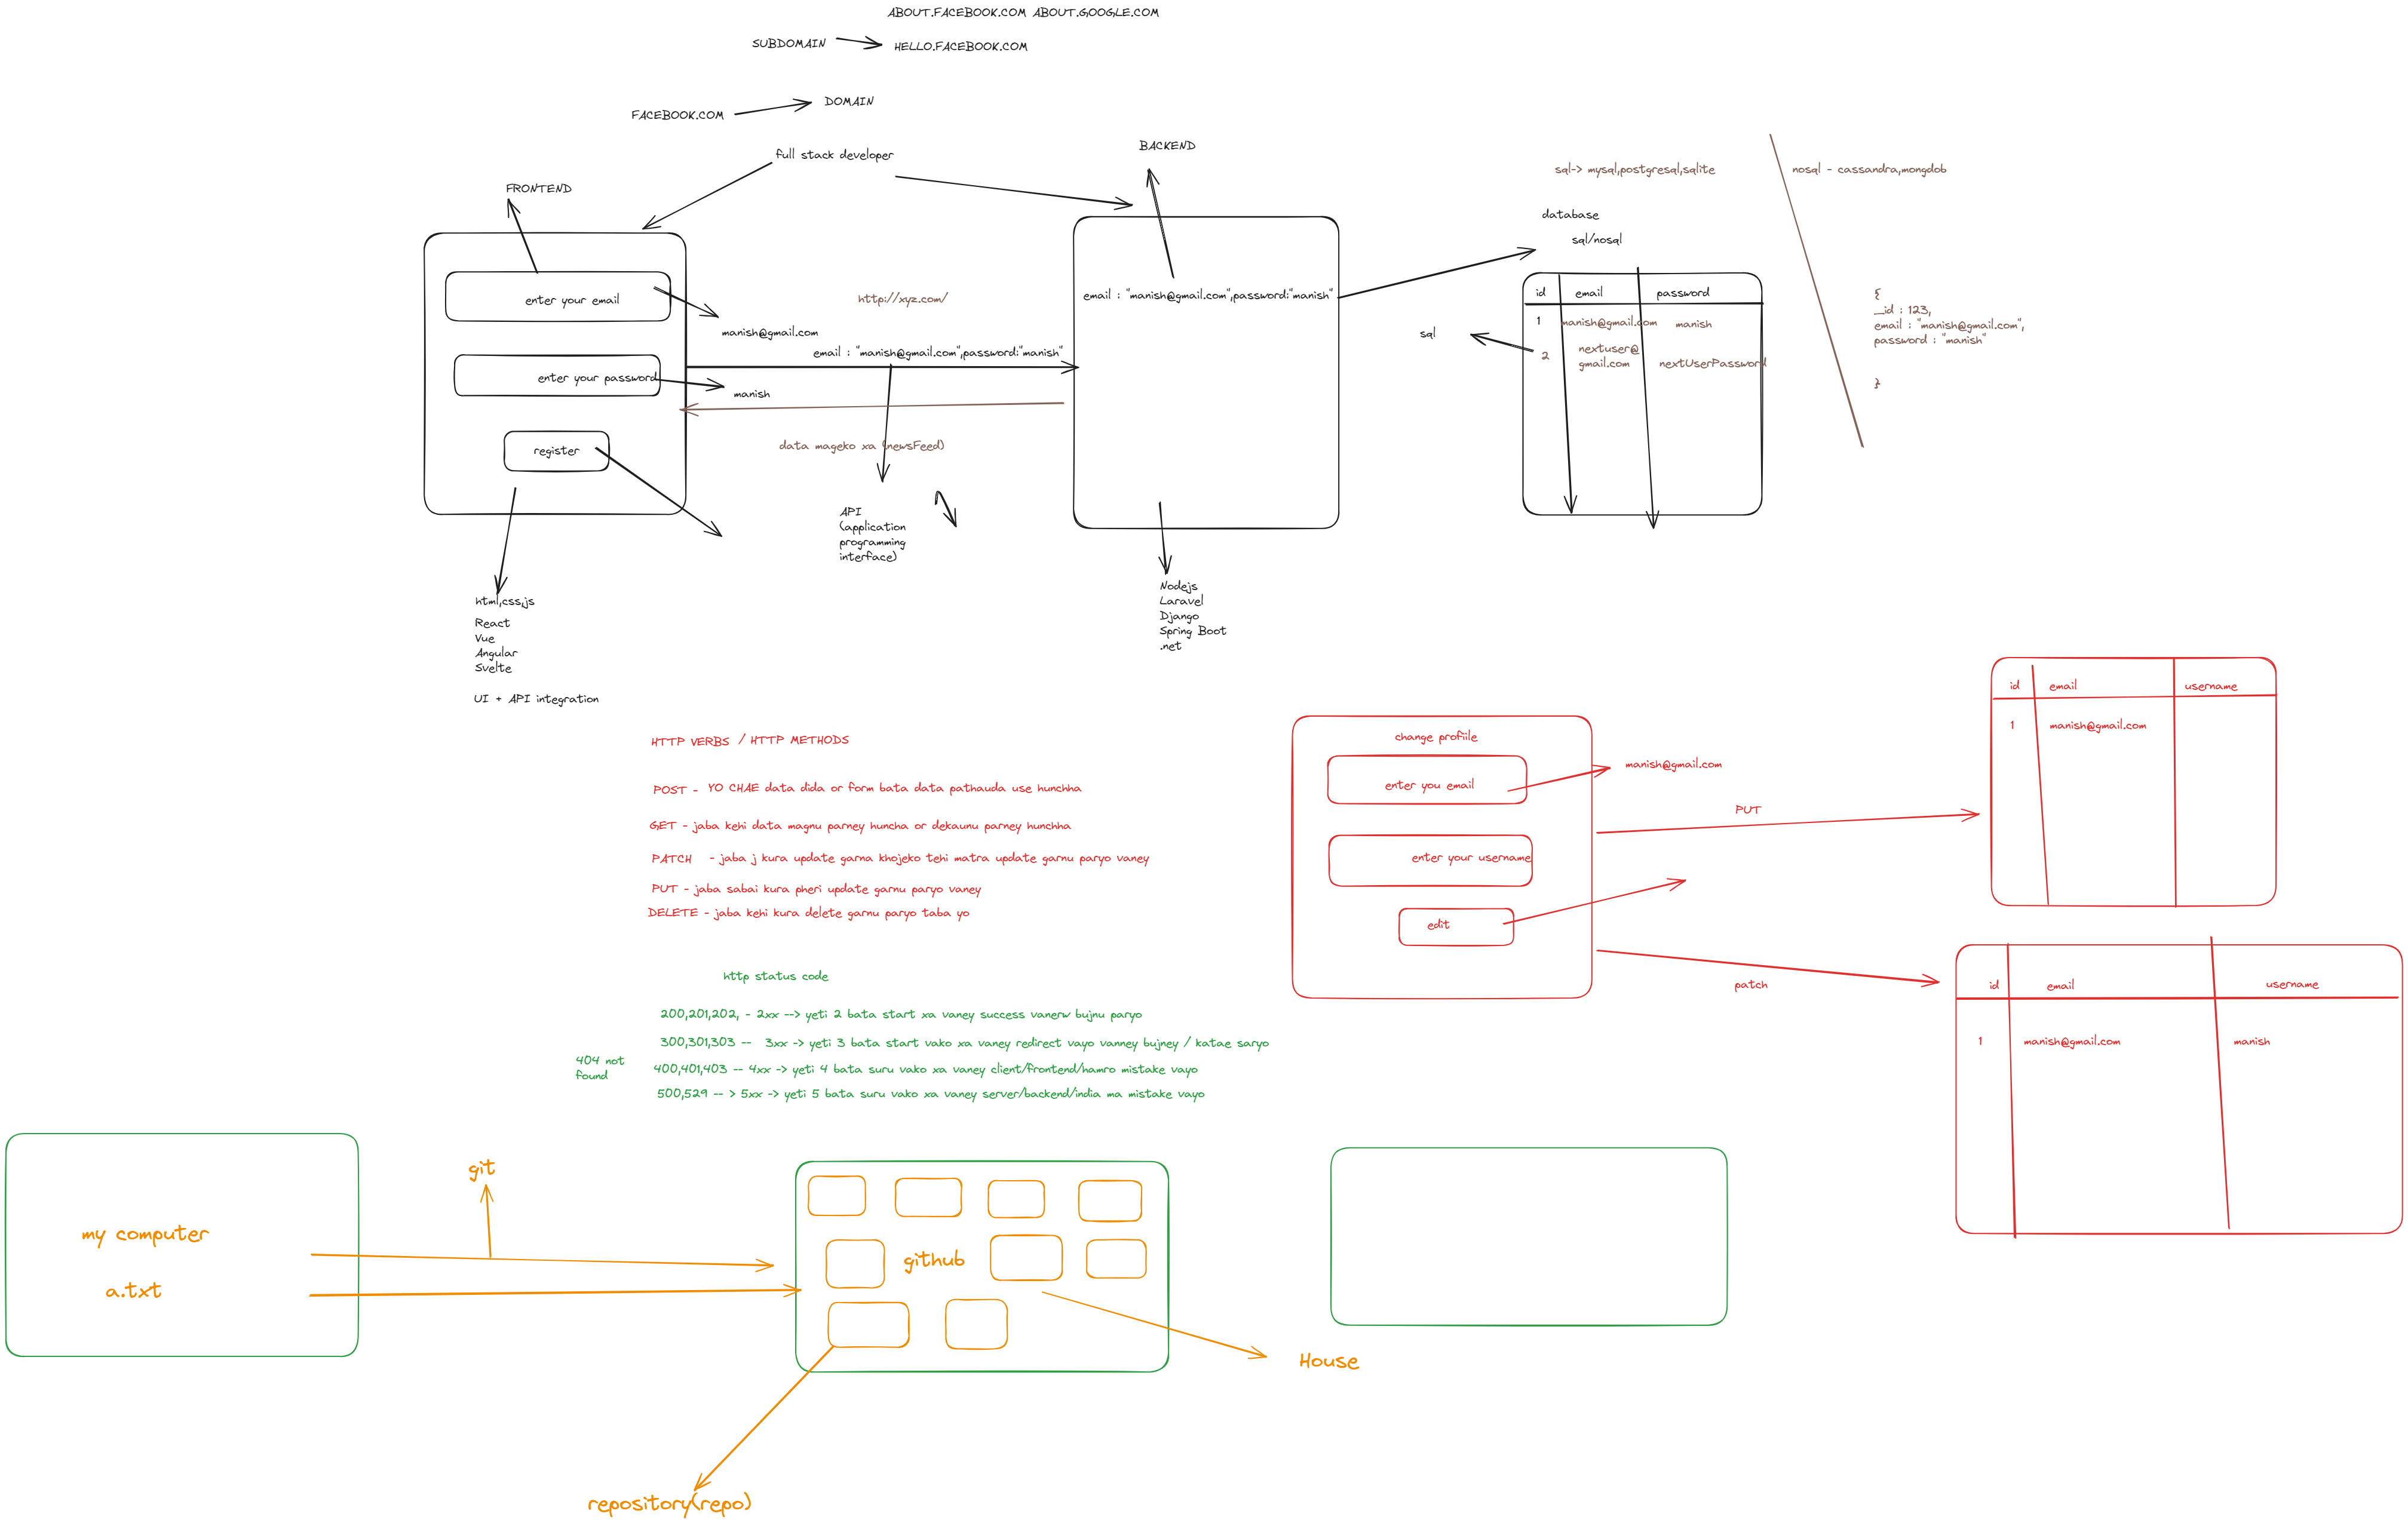 ABOUT.FACEBOOK.COM ABOUT.GOOGLE.COM
SUBDOMAIN
HELLO.FACEBOOK.COM
FACEBOOK.COM
DOMAIN
full stack developer
FRONTEND
BACKEND
enter your email
manish@gmail.com
enter your password
manish
register
http://xyz.com/
email : "manish@gmail.com",password:"manish"
data mageko xa (newsFeed)
API
(application
programming
interface)
html,css,js
React
Vue
Angular
Svelte
UI + API integration
email : "manish@gmail.com",password:"manish"
Nodejs
Laravel
Django
Spring Boot
.net
sql-> mysql,postgresql,sqlite
nosql - cassandra,mongdob
database
sql/nosql
id email password
1 manish@gmail.com manish
sql
2 nextuser@
gmail.com nextUserPassword
{
_id : 123,
email : "manish@gmail.com",
password : "manish"
}
HTTP VERBS / HTTP METHODS
POST - YO CHAE data dida or form bata data pathauda use hunchha
GET - jaba kehi data magnu parney huncha or dekaunu parney hunchha
PATCH - jaba j kura update garna khojeko tehi matra update garnu paryo vaney
PUT - jaba sabai kura pheri update garnu paryo vaney
DELETE - jaba kehi kura delete garnu paryo taba yo
change profiile
enter you email
manish@gmail.com
enter your username
edit
PUT
patch
id email username
1 manish@gmail.com
id email username
1 manish@gmail.com manish
http status code
200,201,202, - 2xx --> yeti 2 bata start xa vaney success vanerw bujnu paryo
300,301,303 -- 3xx -> yeti 3 bata start vako xa vaney redirect vayo vanney bujney / katae saryo
404 not
found
400,401,403 -- 4xx -> yeti 4 bata suru vako xa vaney client/frontend/hamro mistake vayo
500,529 -- > 5xx -> yeti 5 bata suru vako xa vaney server/backend/india ma mistake vayo
git
my computer
a.txt
github
House
repository(repo)